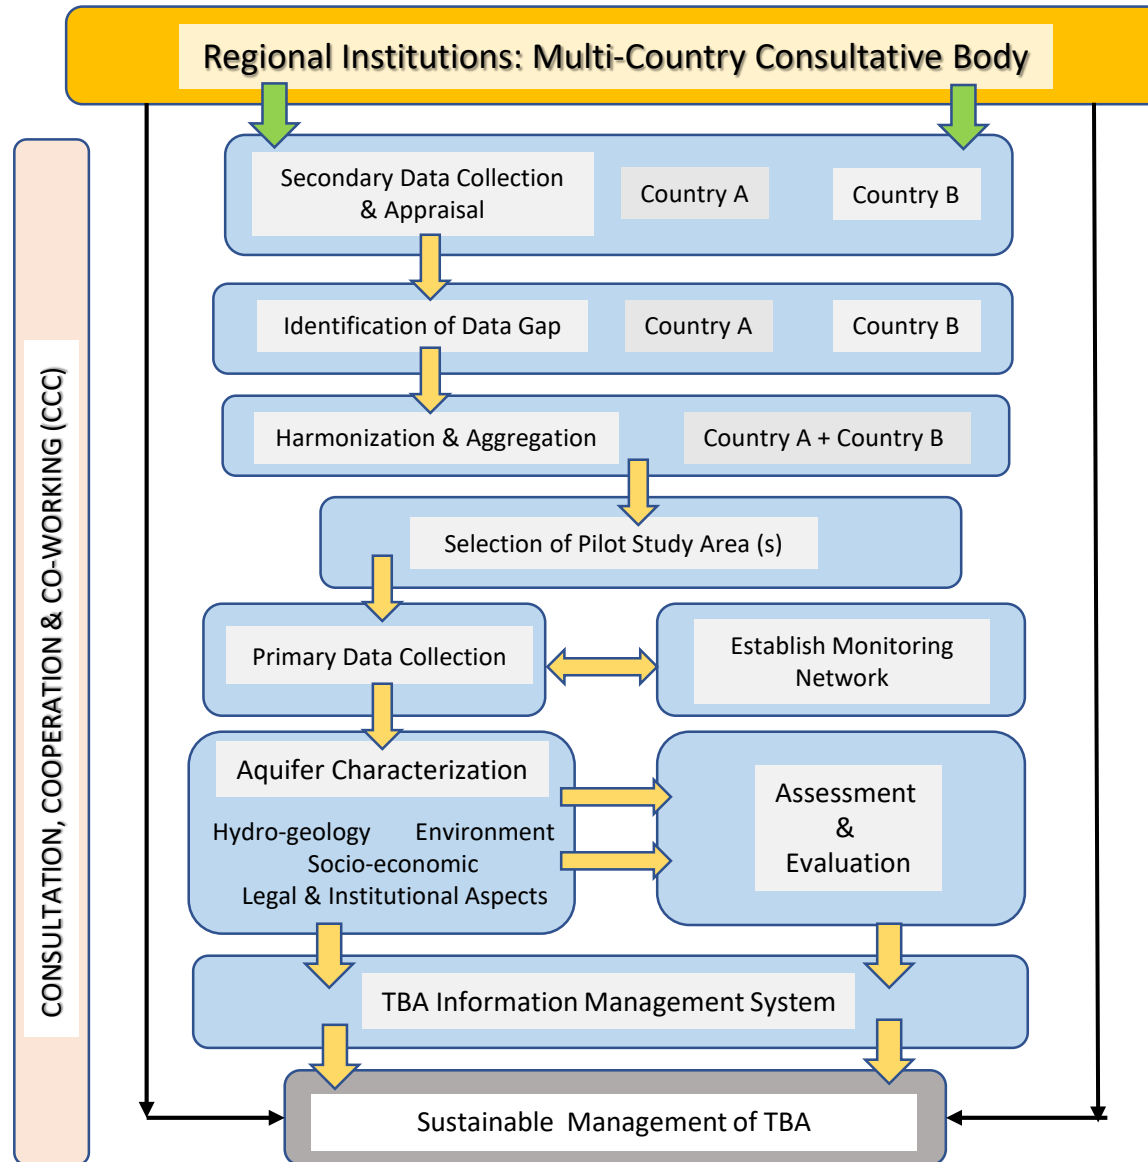 Regional Institutions: Multi-Country Consultative Body
CONSULTATION, COOPERATION & CO-WORKING (CCC)
Secondary Data Collection
& Appraisal
Country A
Country B
Identification of Data Gap
Country A
Country B
Harmonization & Aggregation
Country A + Country B
Selection of Pilot Study Area (s)
Primary Data Collection
Establish Monitoring
Network
Aquifer Characterization
Hydro-geology Environment
Socio-economic
Legal & Institutional Aspects
Assessment
&
Evaluation
TBA Information Management System
Sustainable Management of TBA